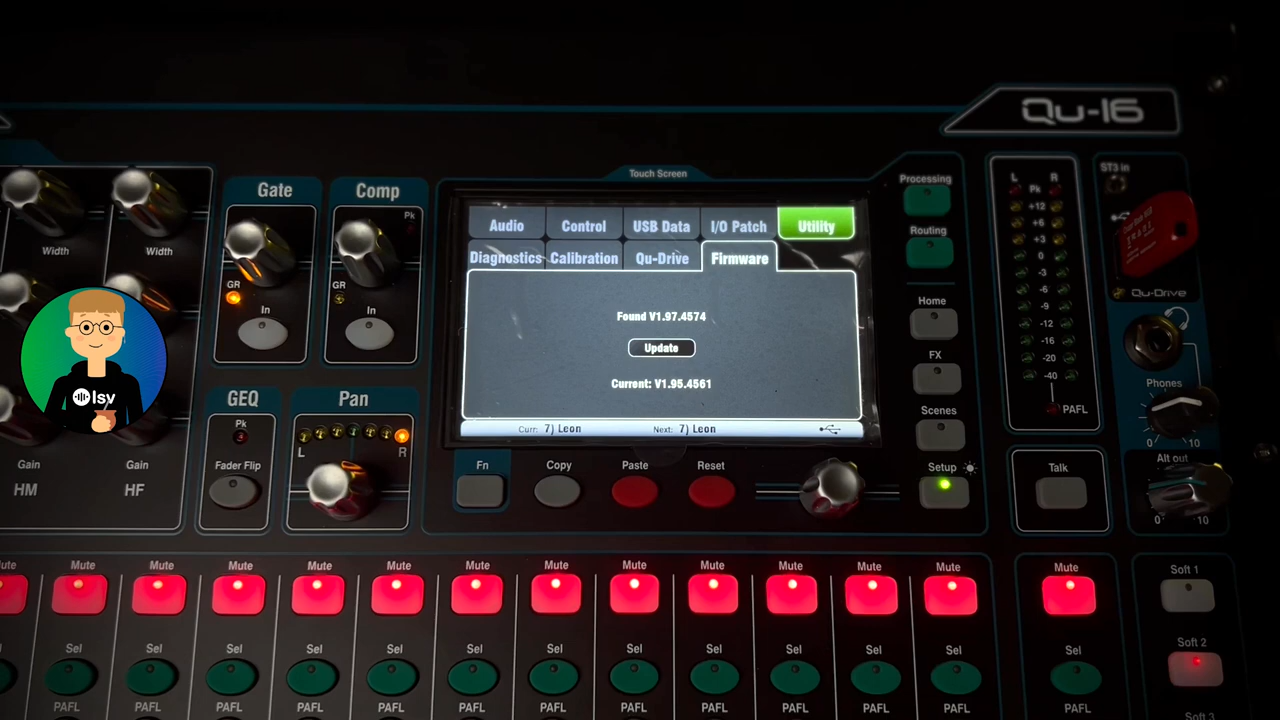 Qu-16
Touch Screen
ST3 in
Gate
Comp
Processing
L
R
Pk
Pk
+12
+6
+3
0
-3
-6
-9
-12
-16
-20
-40
PAFL
Audio
Control
USB Data
I/O Patch
Utility
Routing
Width
Width
Diagnostics
Calibration
Qu-Drive
Firmware
GR
In
GR
In
Home
Qu-Drive
Found V1.97.4574
Update
Current: V1.95.4561
FX
lsv
GEQ
Pan
Phones
0
10
Scenes
Curr: 7) Leon
Next: 7) Leon
Pk
L
R
Gain
HM
Gain
HF
Fader Flip
Fn
Copy
Paste
Reset
Setup
Talk
Alt out
0
10
Mute
Mute
Mute
Mute
Mute
Mute
Mute
Mute
Mute
Mute
Mute
Mute
Mute
Soft 1
Sel
Sel
Sel
Sel
Sel
Sel
Sel
Sel
Sel
Sel
Sel
Sel
Sel
Soft 2
PAFL
PAFL
PAFL
PAFL
PAFL
PAFL
PAFL
PAFL
PAFL
PAFL
PAFL
PAFL
PAFL
Soft 3